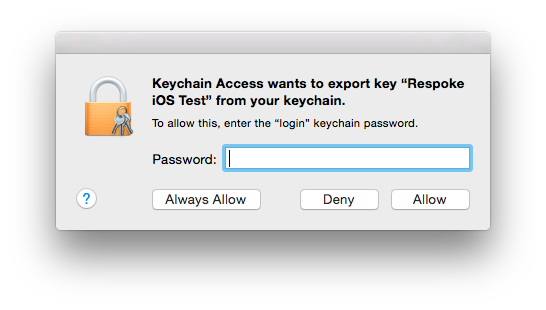 Keychain Access wants to export key “Respoke
iOS Test” from your keychain.
To allow this, enter the “login” keychain password.
Password:
? Always Allow Deny Allow